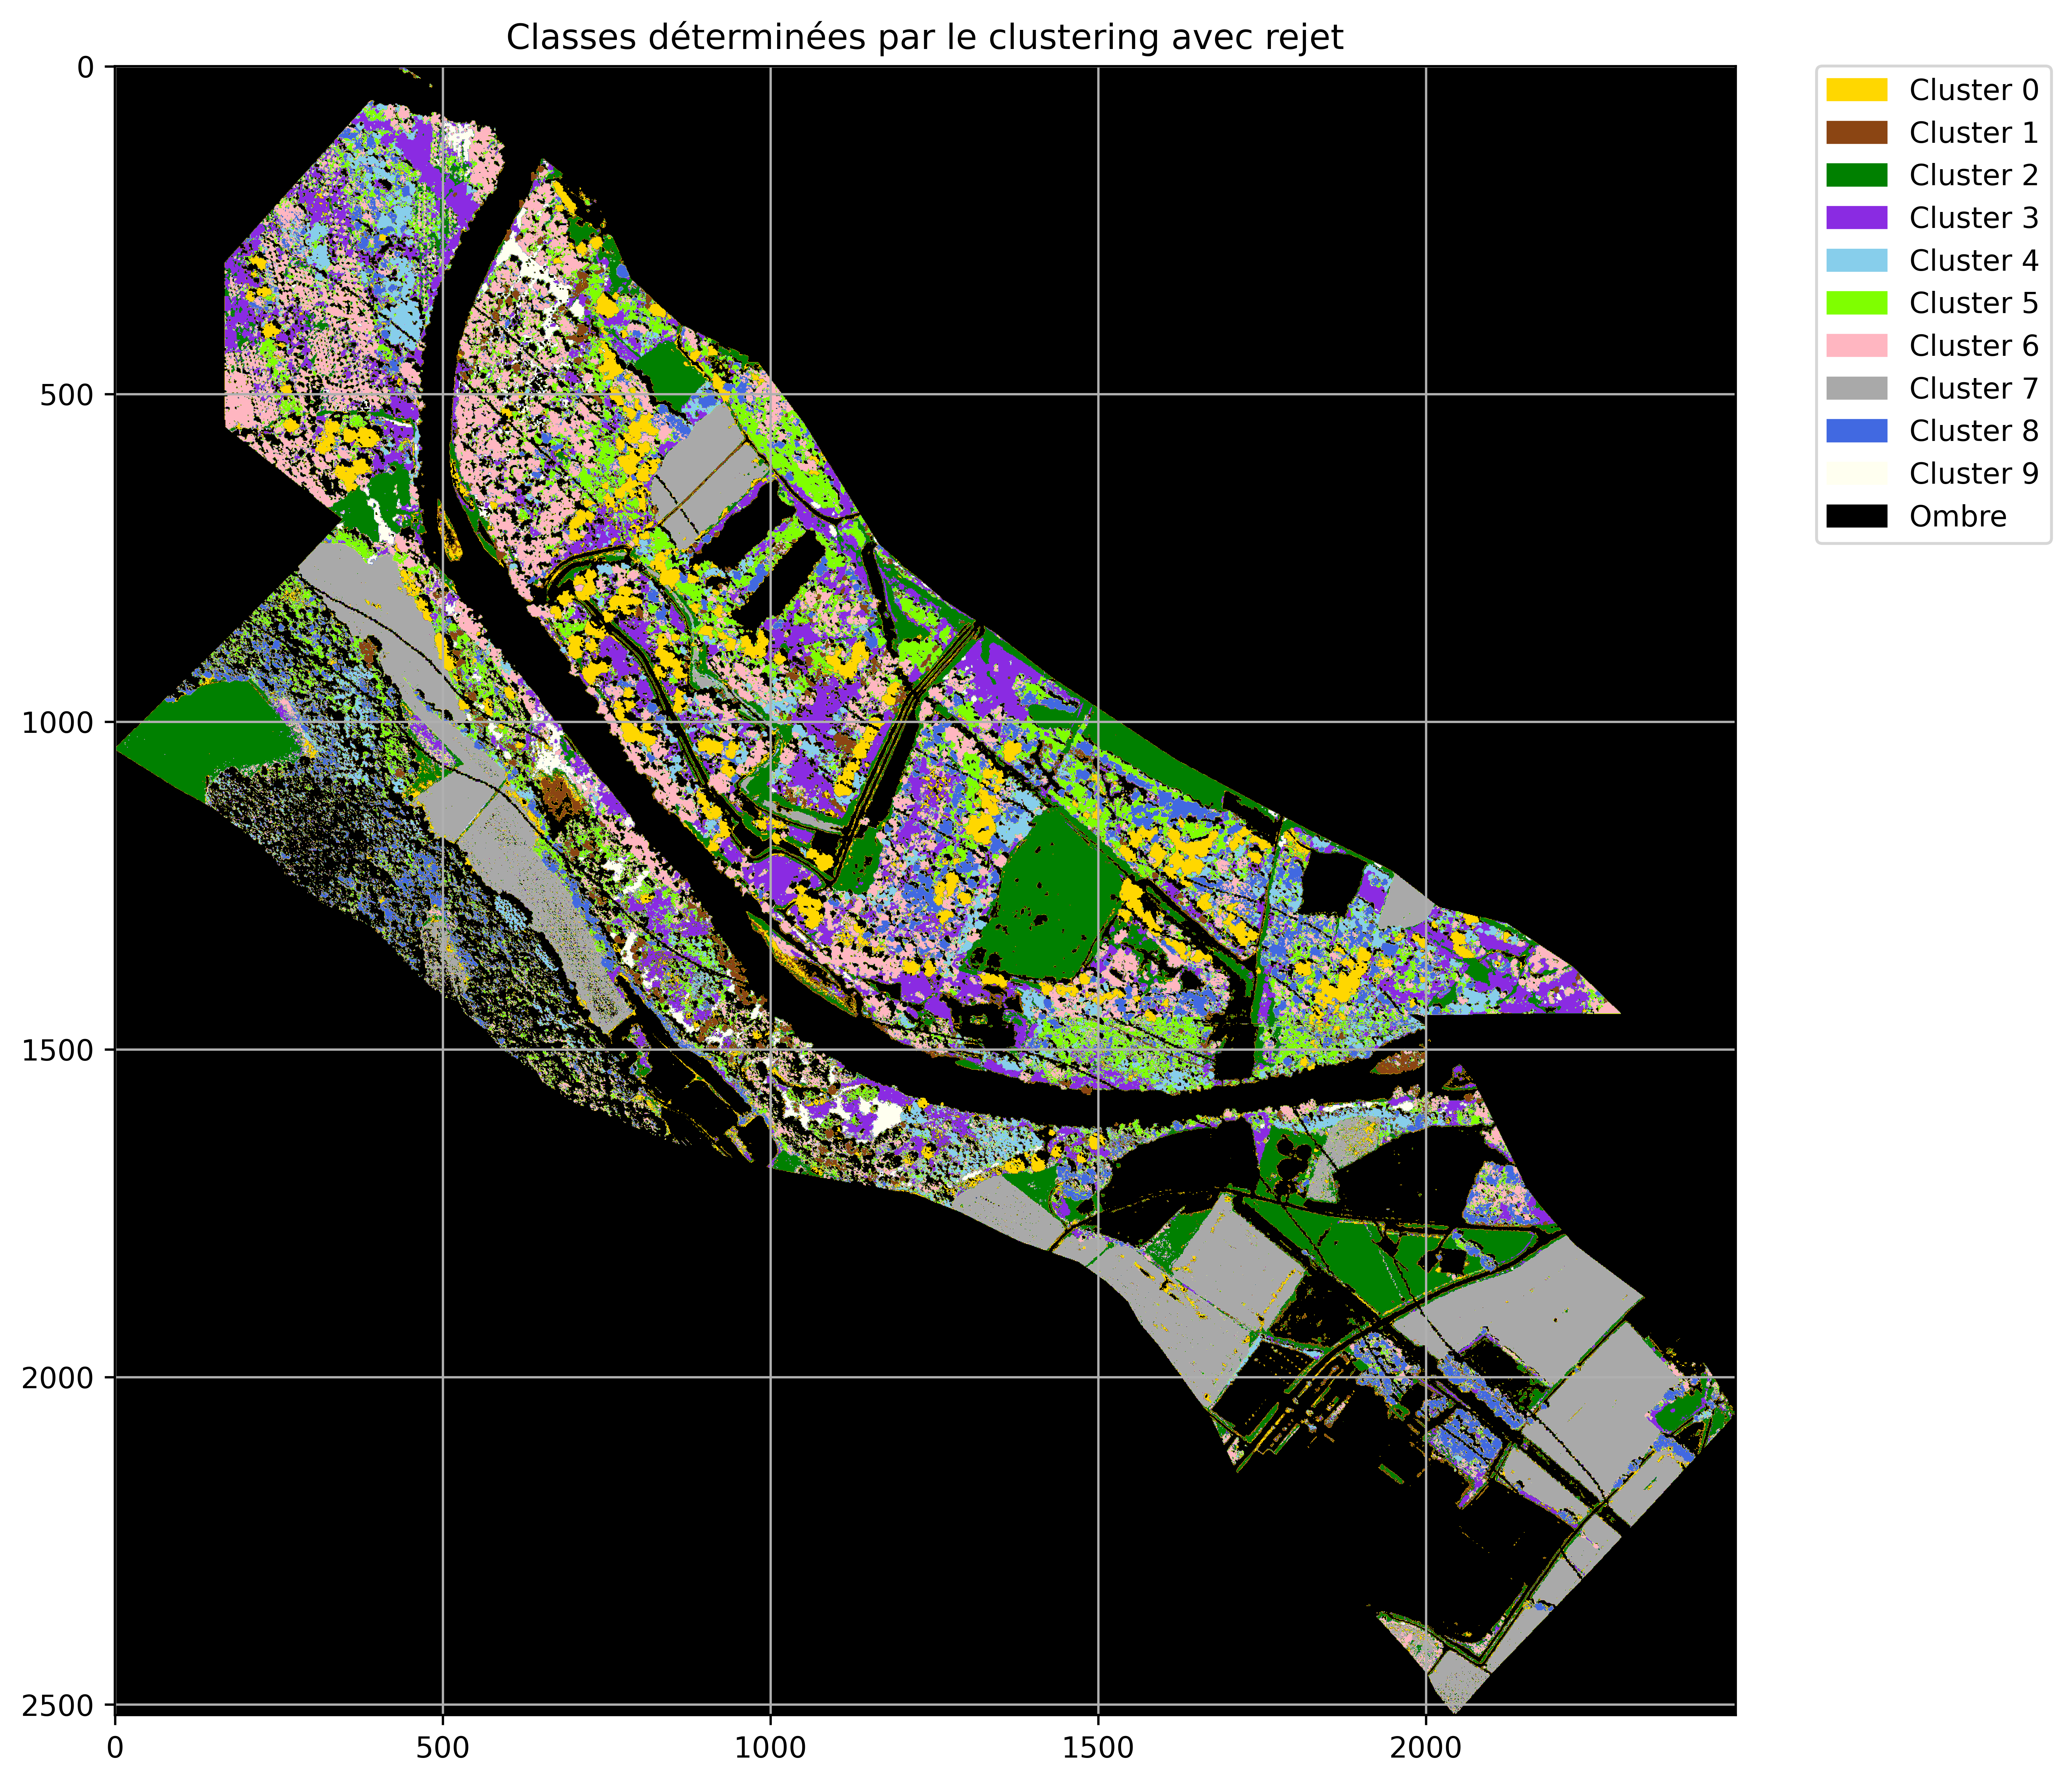 Classes déterminées par le clustering avec rejet
0
500
1000
1500
2000
2500
0
500
1000
1500
2000
Cluster 0
Cluster 1
Cluster 2
Cluster 3
Cluster 4
Cluster 5
Cluster 6
Cluster 7
Cluster 8
Cluster 9
Ombre